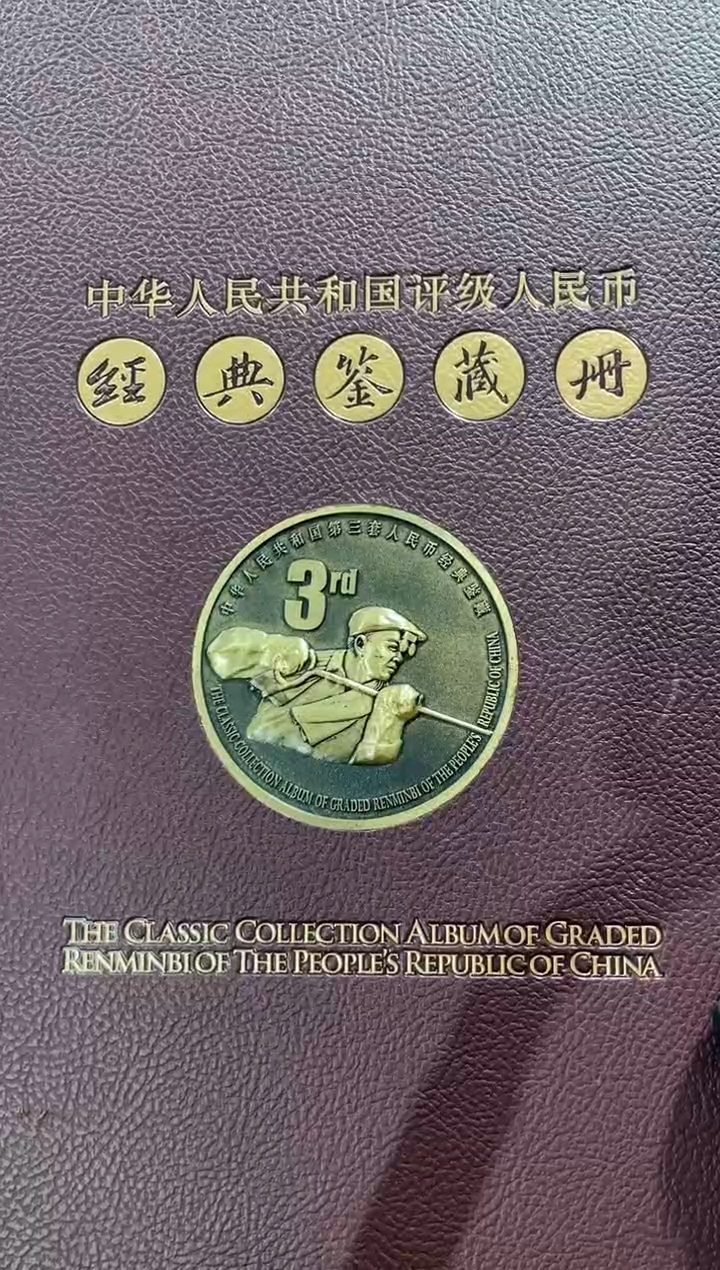 中华人民共和国评级人民币
經典鉴藏册
中华人民共和国第三套人民币经典鉴藏
3rd
THE CLASSIC COLLECTION ALBUM OF GRADED RENMINBI OF THE PEOPLE'S REPUBLIC OF CHINA
THE CLASSIC COLLECTION ALBUM OF GRADED
RENMINBI OF THE PEOPLE'S REPUBLIC OF CHINA